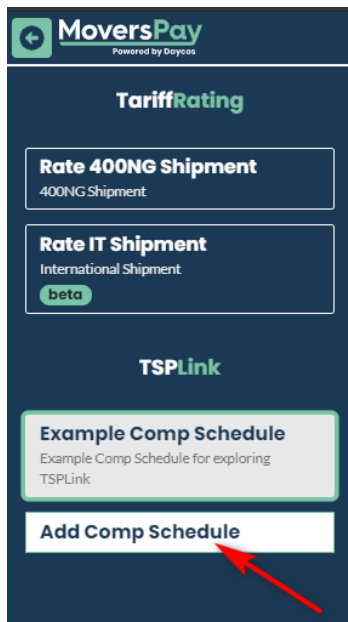 MoversPay
Powered by Daycos
TariffRating
Rate 400NG Shipment
400NG Shipment
Rate IT Shipment
International Shipment
beta
TSPLink
Example Comp Schedule
Example Comp Schedule for exploring
TSPLink
Add Comp Schedule